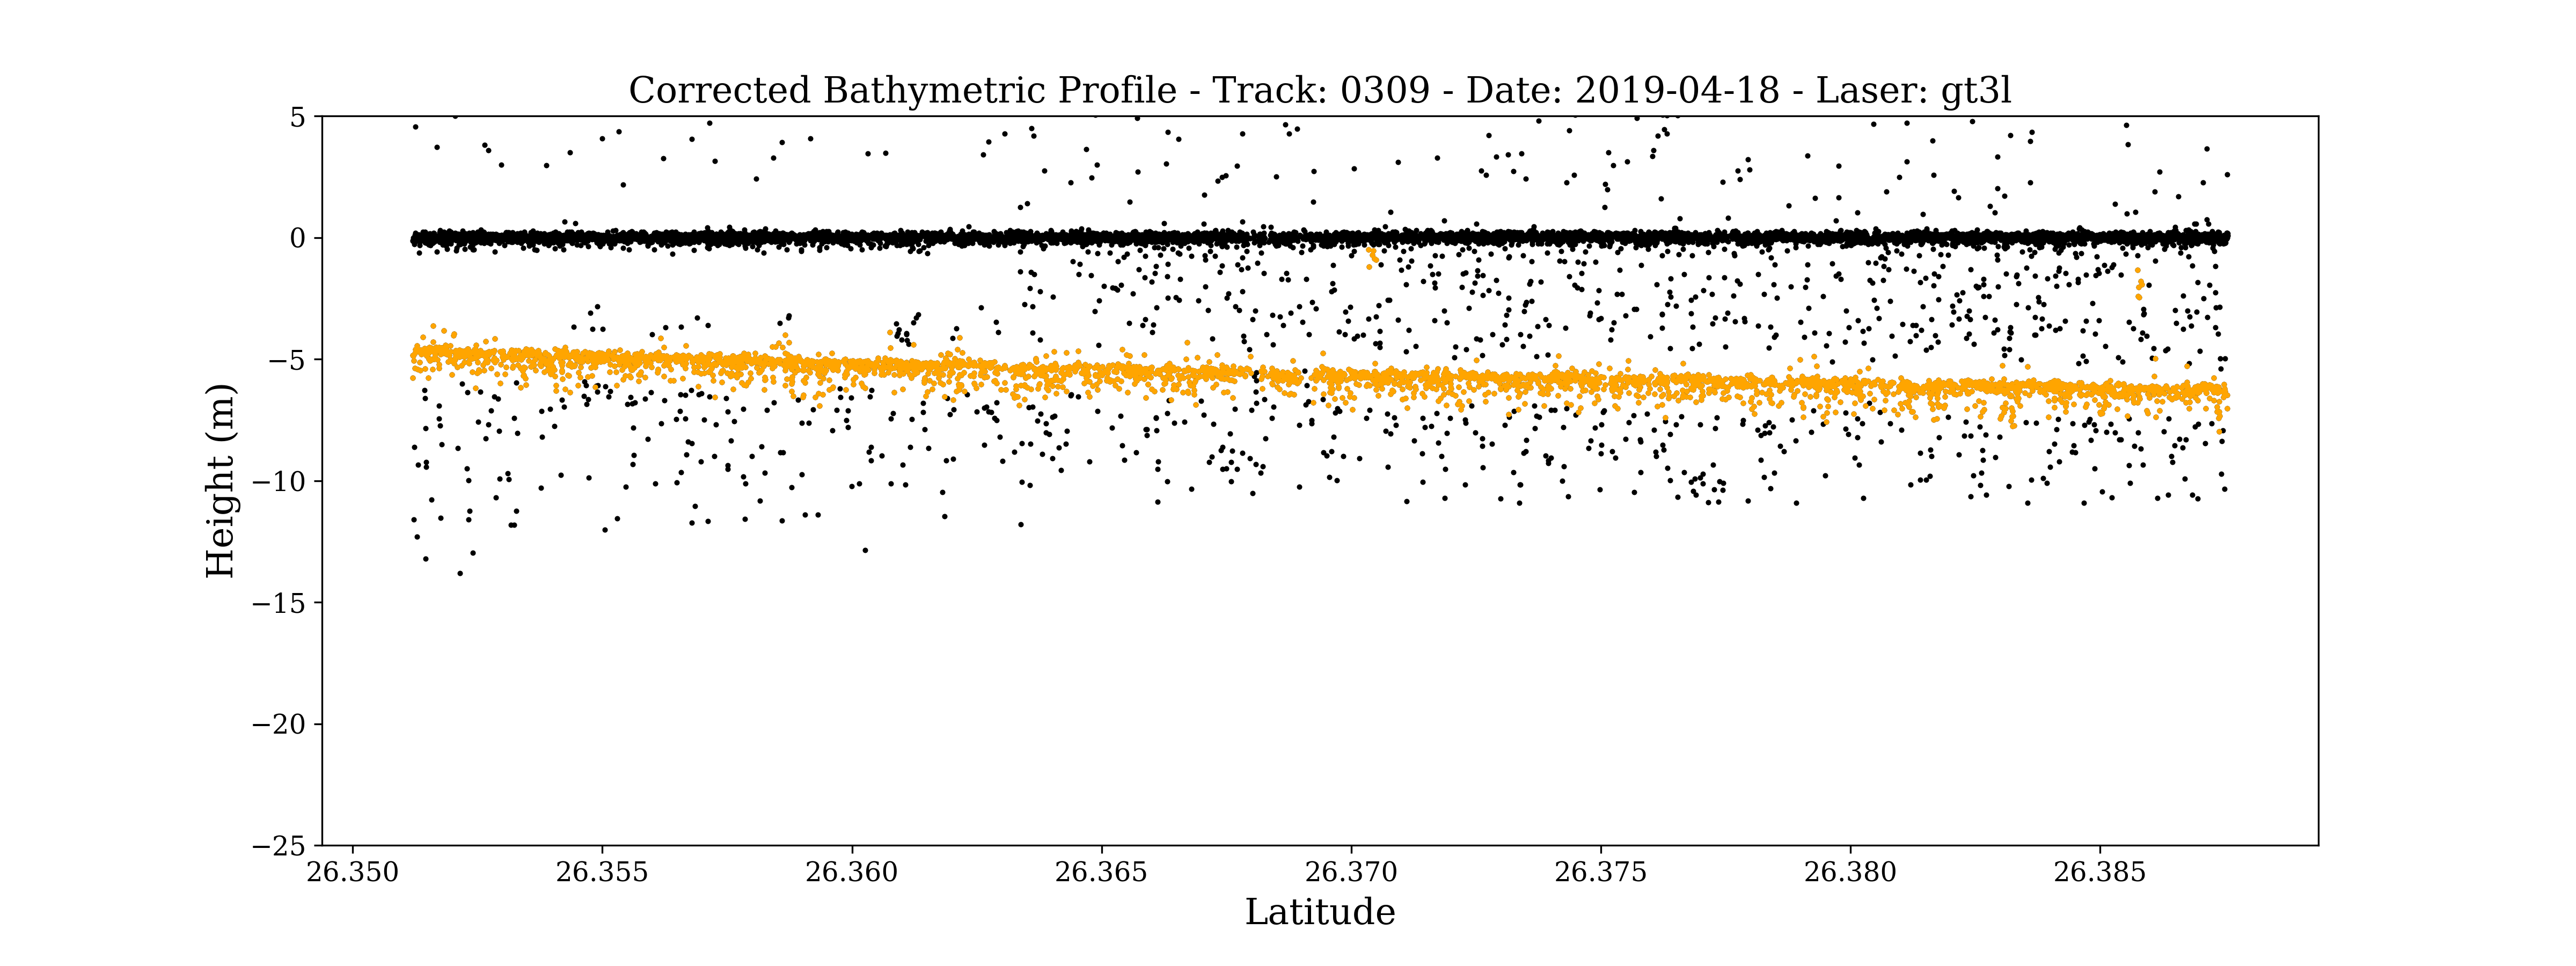 Corrected Bathymetric Profile - Track: 0309 - Date: 2019-04-18 - Laser: gt3l
5
0
−5
−10
−15
−20
−25
Height (m)
26.350 26.355 26.360 26.365 26.370 26.375 26.380 26.385
Latitude